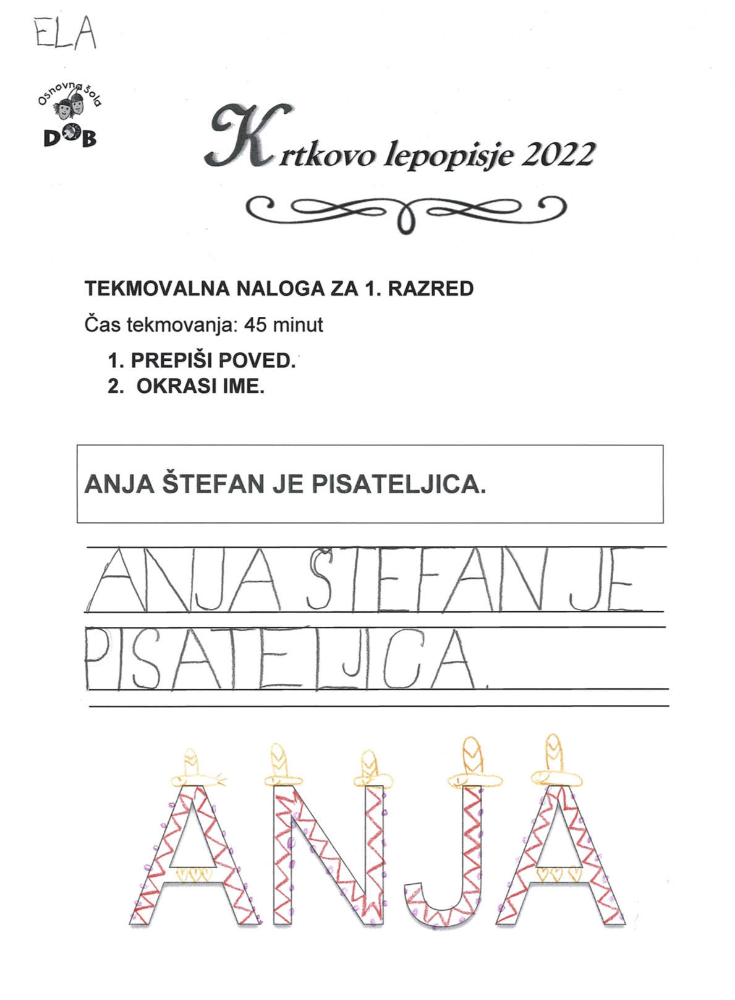 ELA
Osnovna šola
DOB
Krtkovo lepopisje 2022
TEKMOVALNA NALOGA ZA 1. RAZRED
Čas tekmovanja: 45 minut
1. PREPIŠI POVED.
2. OKRASI IME.
ANJA ŠTEFAN JE PISATELJICA.
ANJA ŠTEFAN JE
PISATELJICA.
ANJA